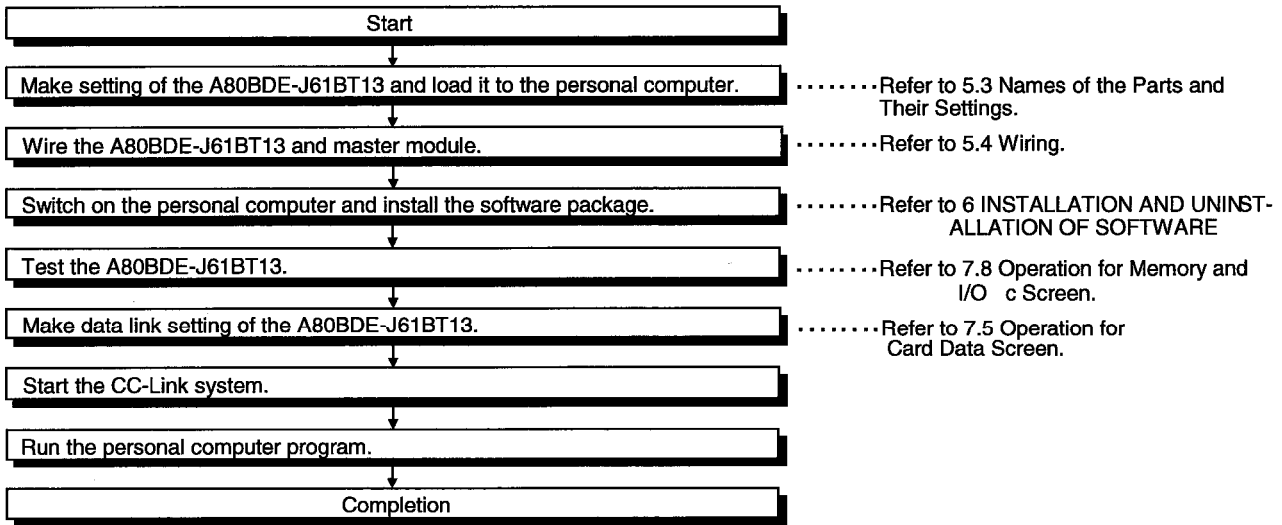 Start
Make setting of the A80BDE-J61BT13 and load it to the personal computer.
Refer to 5.3 Names of the Parts and
Their Settings.
Wire the A80BDE-J61BT13 and master module.
Refer to 5.4 Wiring.
Switch on the personal computer and install the software package.
Refer to 6 INSTALLATION AND UNINST-
ALLATION OF SOFTWARE
Test the A80BDE-J61BT13.
Refer to 7.8 Operation for Memory and
I/O c Screen.
Make data link setting of the A80BDE-J61BT13.
Refer to 7.5 Operation for
Card Data Screen.
Start the CC-Link system.
Run the personal computer program.
Completion